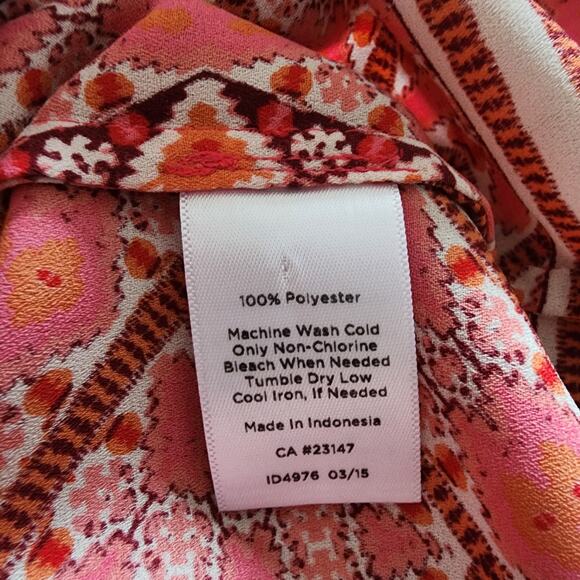 100% Polyester
Machine Wash Cold
Only Non-Chlorine
Bleach When Needed
Tumble Dry Low
Cool Iron, If Needed
Made In Indonesia
CA #23147
ID4976 03/15